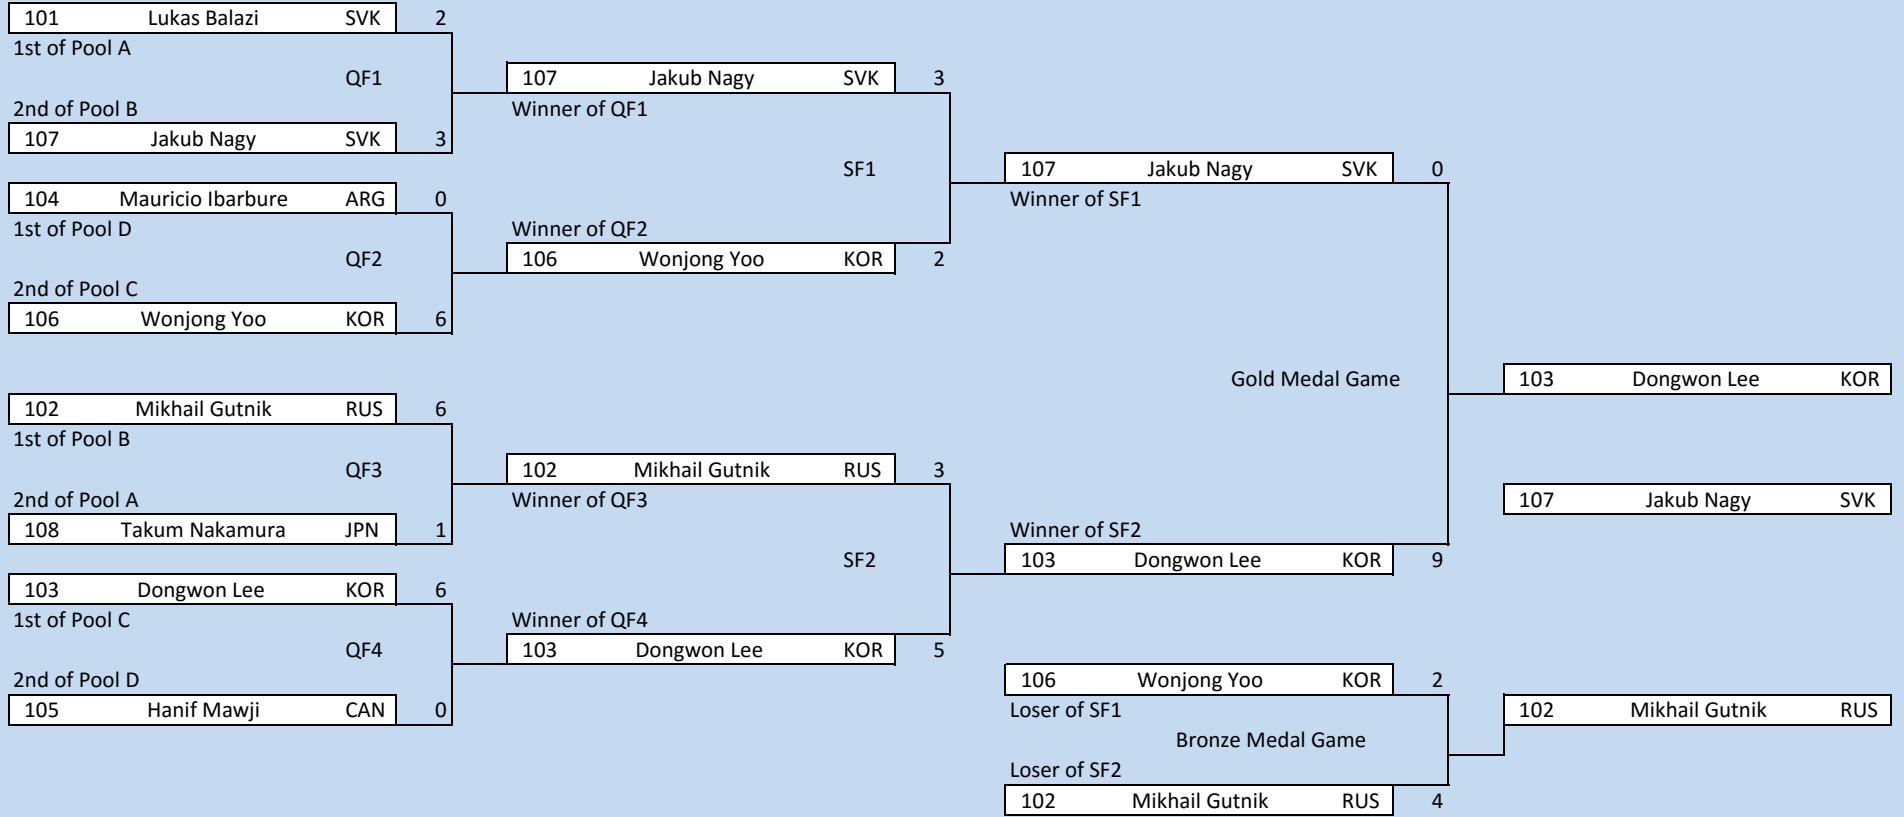 101 Lukas Balazi SVK 2
1st of Pool A
QF1
2nd of Pool B
107 Jakub Nagy SVK 3
104 Mauricio Ibarbure ARG 0
1st of Pool D
QF2
2nd of Pool C
106 Wonjong Yoo KOR 6
102 Mikhail Gutnik RUS 6
1st of Pool B
QF3
2nd of Pool A
108 Takum Nakamura JPN 1
103 Dongwon Lee KOR 6
1st of Pool C
QF4
2nd of Pool D
105 Hanif Mawji CAN 0
107 Jakub Nagy SVK 3
Winner of QF1
SF1
Winner of QF2
106 Wonjong Yoo KOR 2
102 Mikhail Gutnik RUS 3
Winner of QF3
SF2
Winner of QF4
103 Dongwon Lee KOR 5
107 Jakub Nagy SVK 0
Winner of SF1
Gold Medal Game
Winner of SF2
103 Dongwon Lee KOR 9
106 Wonjong Yoo KOR 2
Loser of SF1
Bronze Medal Game
Loser of SF2
102 Mikhail Gutnik RUS 4
103 Dongwon Lee KOR
107 Jakub Nagy SVK
102 Mikhail Gutnik RUS